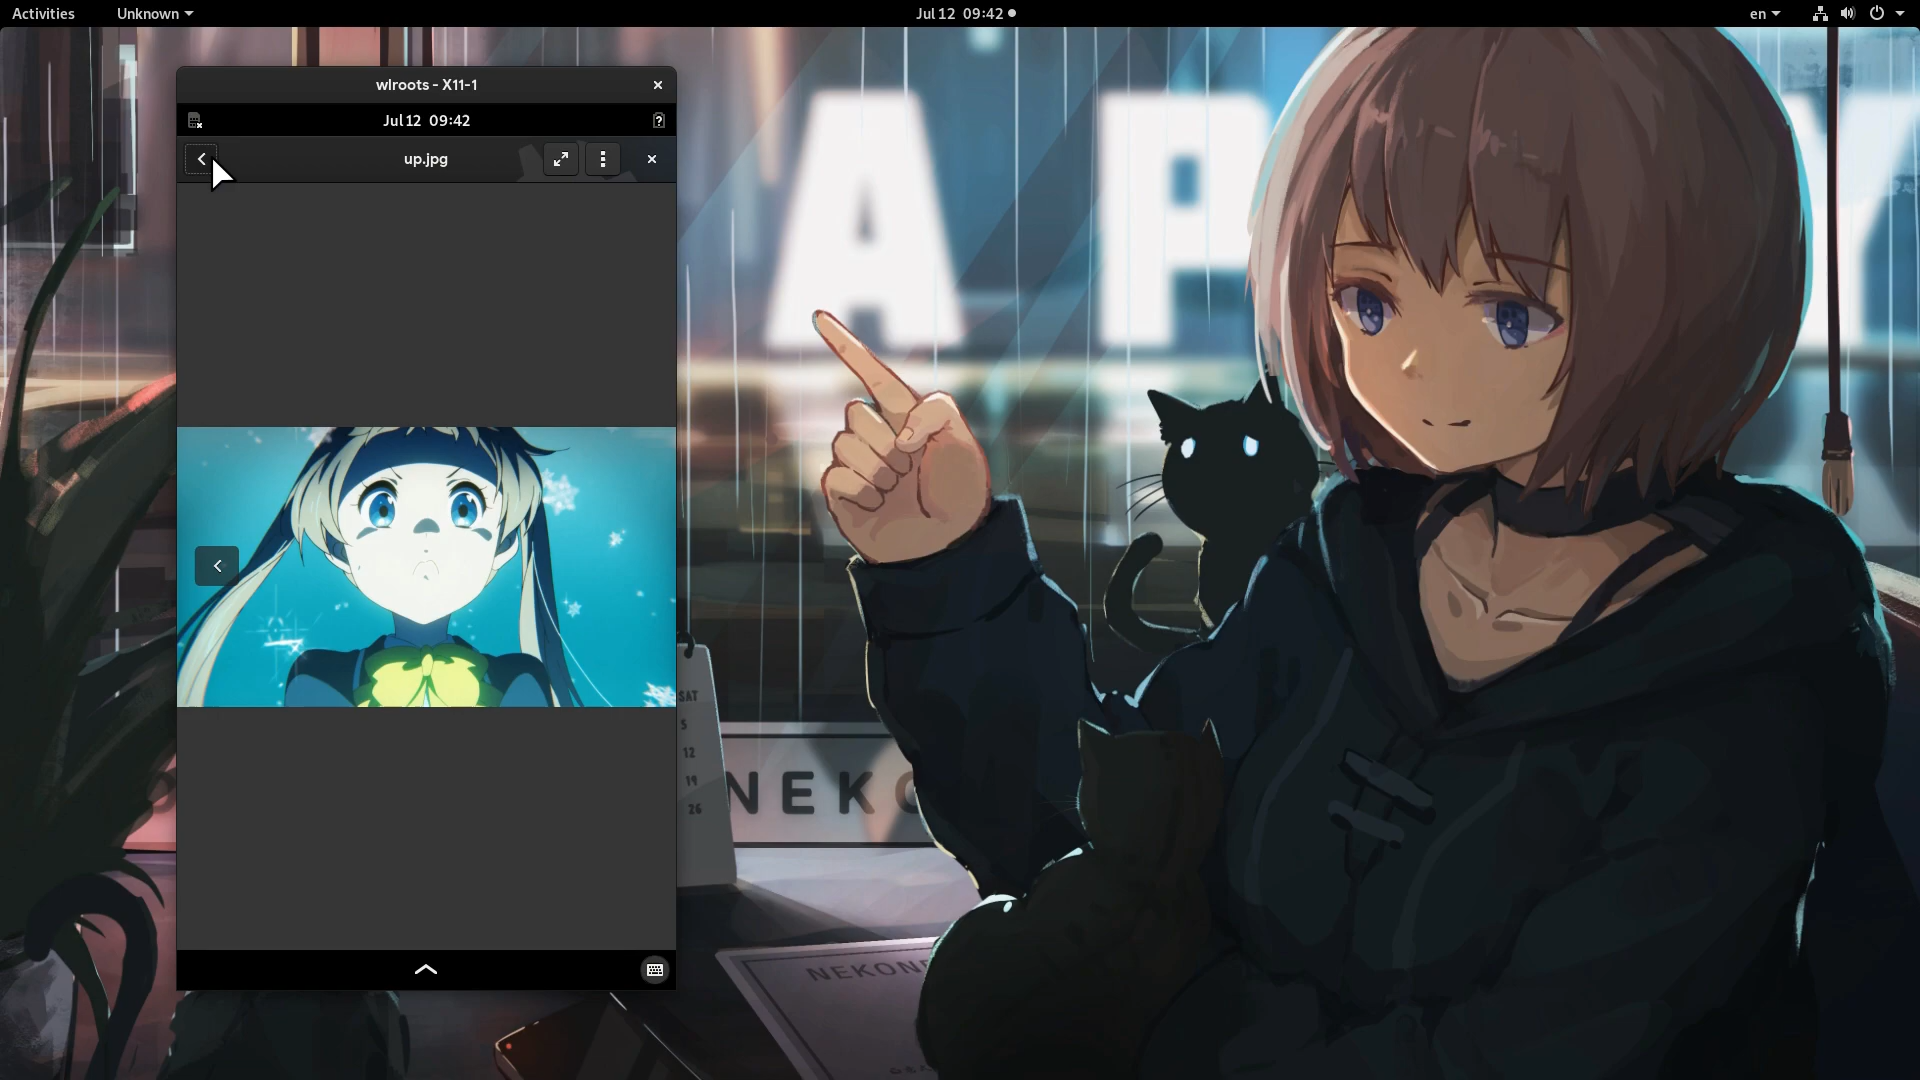 Activities
Unknown
Jul 12 09:42
en
wlroots - X11-1
Jul 12 09:42
up.jpg
A P Y
SAT
5
12
19
26
NEKO
NEKONE